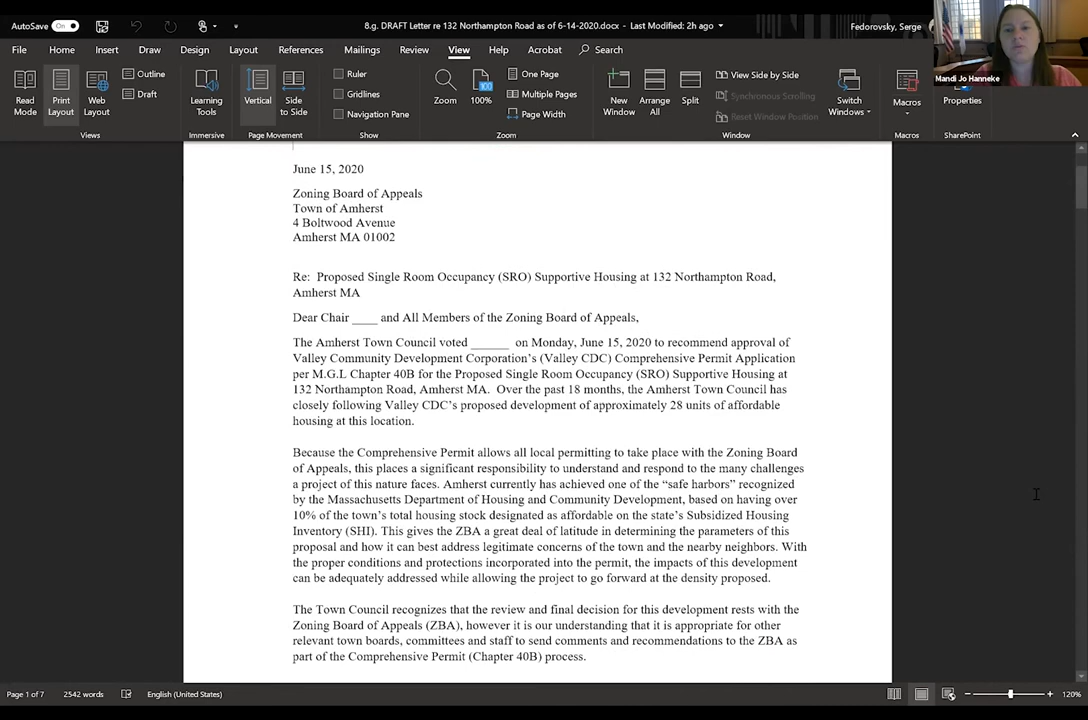 AutoSave On 8.g. DRAFT Letter re 132 Northampton Road as of 6-14-2020.docx • Last Modified: 2h ago Fedorovsky, Serge
File Home Insert Draw Design Layout References Mailings Review View Help Acrobat Search
Mandi Jo Hanneke
Read Mode
Print Layout
Web Layout
Outline
Draft
Views
Learning Tools
Immersive
Vertical
Side to Side
Page Movement
Ruler
Gridlines
Navigation Pane
Show
Zoom
100
100%
One Page
Multiple Pages
Page Width
Zoom
New Window
Arrange All
Split
View Side by Side
Synchronous Scrolling
Reset Window Position
Window
Switch Windows
Macros
Macros
Properties
SharePoint
June 15, 2020
Zoning Board of Appeals
Town of Amherst
4 Boltwood Avenue
Amherst MA 01002
Re: Proposed Single Room Occupancy (SRO) Supportive Housing at 132 Northampton Road,
Amherst MA
Dear Chair ____ and All Members of the Zoning Board of Appeals,
The Amherst Town Council voted ______ on Monday, June 15, 2020 to recommend approval of
Valley Community Development Corporation's (Valley CDC) Comprehensive Permit Application
per M.G.L Chapter 40B for the Proposed Single Room Occupancy (SRO) Supportive Housing at
132 Northampton Road, Amherst MA. Over the past 18 months, the Amherst Town Council has
closely following Valley CDC's proposed development of approximately 28 units of affordable
housing at this location.
Because the Comprehensive Permit allows all local permitting to take place with the Zoning Board
of Appeals, this places a significant responsibility to understand and respond to the many challenges
a project of this nature faces. Amherst currently has achieved one of the “safe harbors” recognized
by the Massachusetts Department of Housing and Community Development, based on having over
10% of the town's total housing stock designated as affordable on the state's Subsidized Housing
Inventory (SHI). This gives the ZBA a great deal of latitude in determining the parameters of this
proposal and how it can best address legitimate concerns of the town and the nearby neighbors. With
the proper conditions and protections incorporated into the permit, the impacts of this development
can be adequately addressed while allowing the project to go forward at the density proposed.
The Town Council recognizes that the review and final decision for this development rests with the
Zoning Board of Appeals (ZBA), however it is our understanding that it is appropriate for other
relevant town boards, committees and staff to send comments and recommendations to the ZBA as
part of the Comprehensive Permit (Chapter 40B) process.
Page 1 of 7 2542 words English (United States) 120%